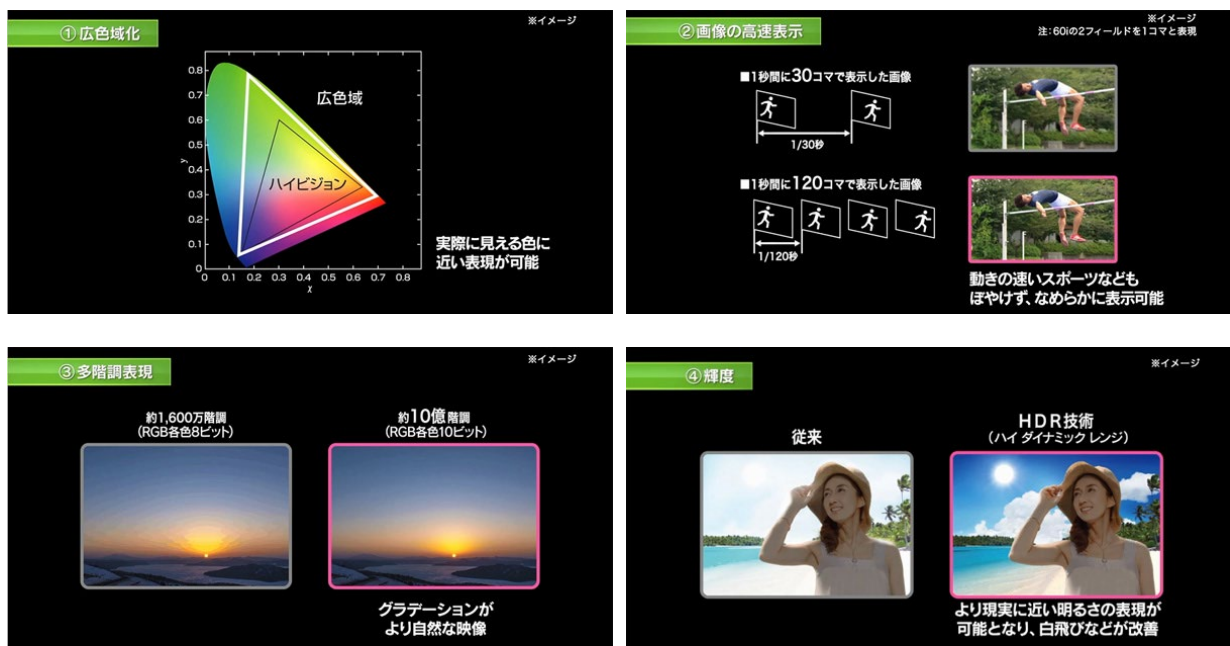 ①広色域化
※イメージ
広色域
ハイビジョン
y
0.8
0.7
0.6
0.5
0.4
0.3
0.2
0.1
0
0 0.1 0.2 0.3 0.4 0.5 0.6 0.7 0.8
x
実際に見える色に
近い表現が可能
②画像の高速表示
※イメージ
注:60iの2フィールドを1コマと表現
■1秒間に30コマで表示した画像
1/30秒
■1秒間に120コマで表示した画像
1/120秒
動きの速いスポーツなども
ぼやけず、なめらかに表示可能
③多階調表現
※イメージ
約1,600万階調
(RGB各色8ビット)
約10億階調
(RGB各色10ビット)
グラデーションが
より自然な映像
④輝度
※イメージ
従来
HDR技術
(ハイ ダイナミック レンジ)
より現実に近い明るさの表現が
可能となり、白飛びなどが改善